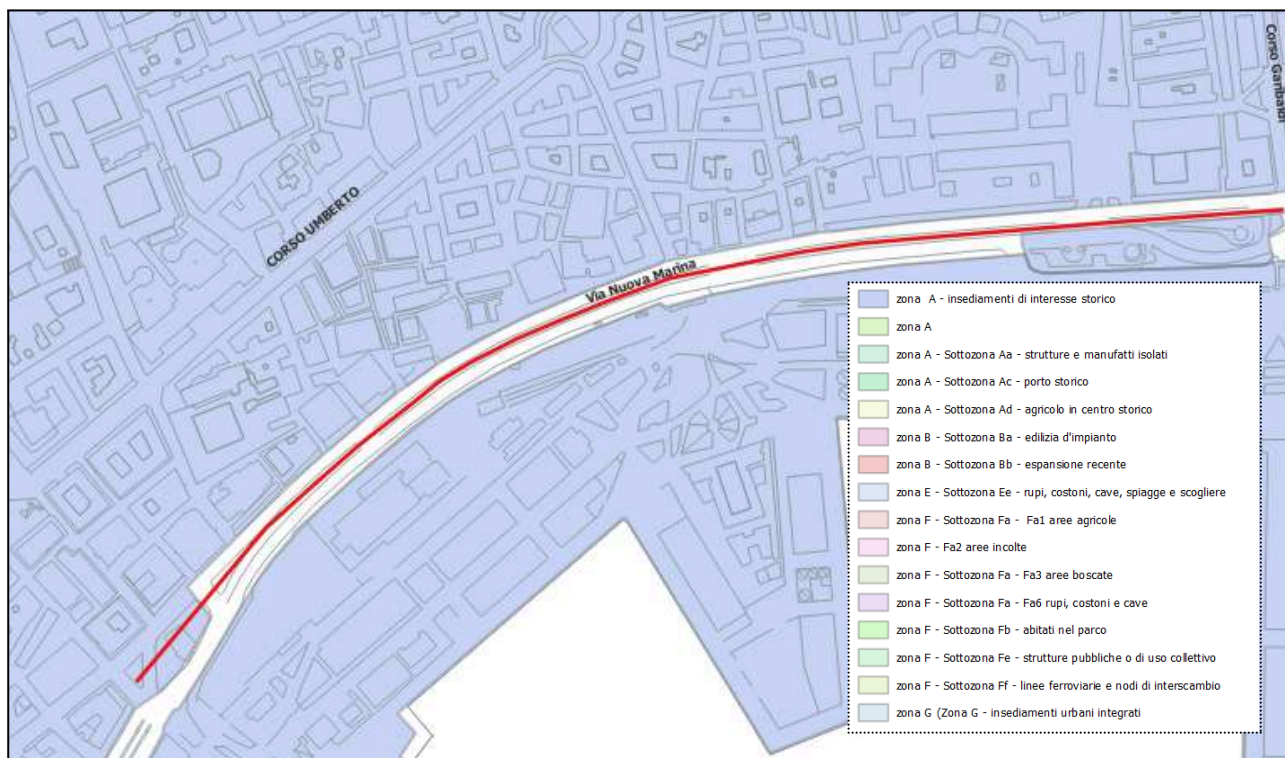 Corso Garibaldi
CORSO UMBERTO
Via Nuova Marina
zona A - insediamenti di interesse storico
zona A
zona A - Sottozona Aa - strutture e manufatti isolati
zona A - Sottozona Ac - porto storico
zona A - Sottozona Ad - agricolo in centro storico
zona B - Sottozona Ba - edilizia d'impianto
zona B - Sottozona Bb - espansione recente
zona E - Sottozona Ee - rupi, costoni, cave, spiagge e scogliere
zona F - Sottozona Fa - Fa1 aree agricole
zona F - Fa2 aree incolte
zona F - Sottozona Fa - Fa3 aree boscate
zona F - Sottozona Fa - Fa6 rupi, costoni e cave
zona F - Sottozona Fb - abitati nel parco
zona F - Sottozona Fe - strutture pubbliche o di uso collettivo
zona F - Sottozona Ff - linee ferroviarie e nodi di interscambio
zona G (Zona G - insediamenti urbani integrati